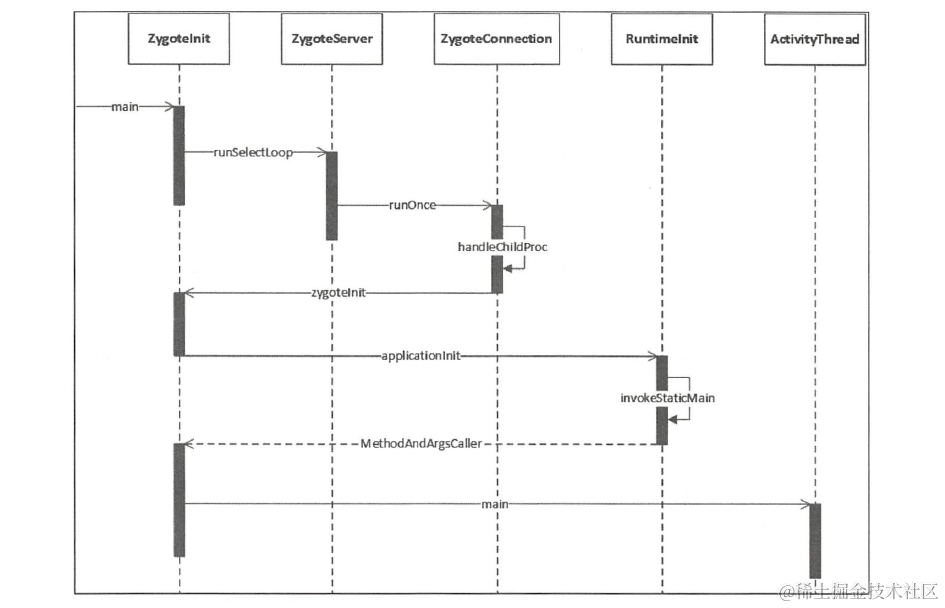 ZygoteInit
ZygoteServer
ZygoteConnection
RuntimeInit
ActivityThread
main
runSelectLoop
runOnce
handleChildProc
zygoteInit
applicationInit
invokeStaticMain
MethodAndArgsCaller
main
@稀土掘金技术社区